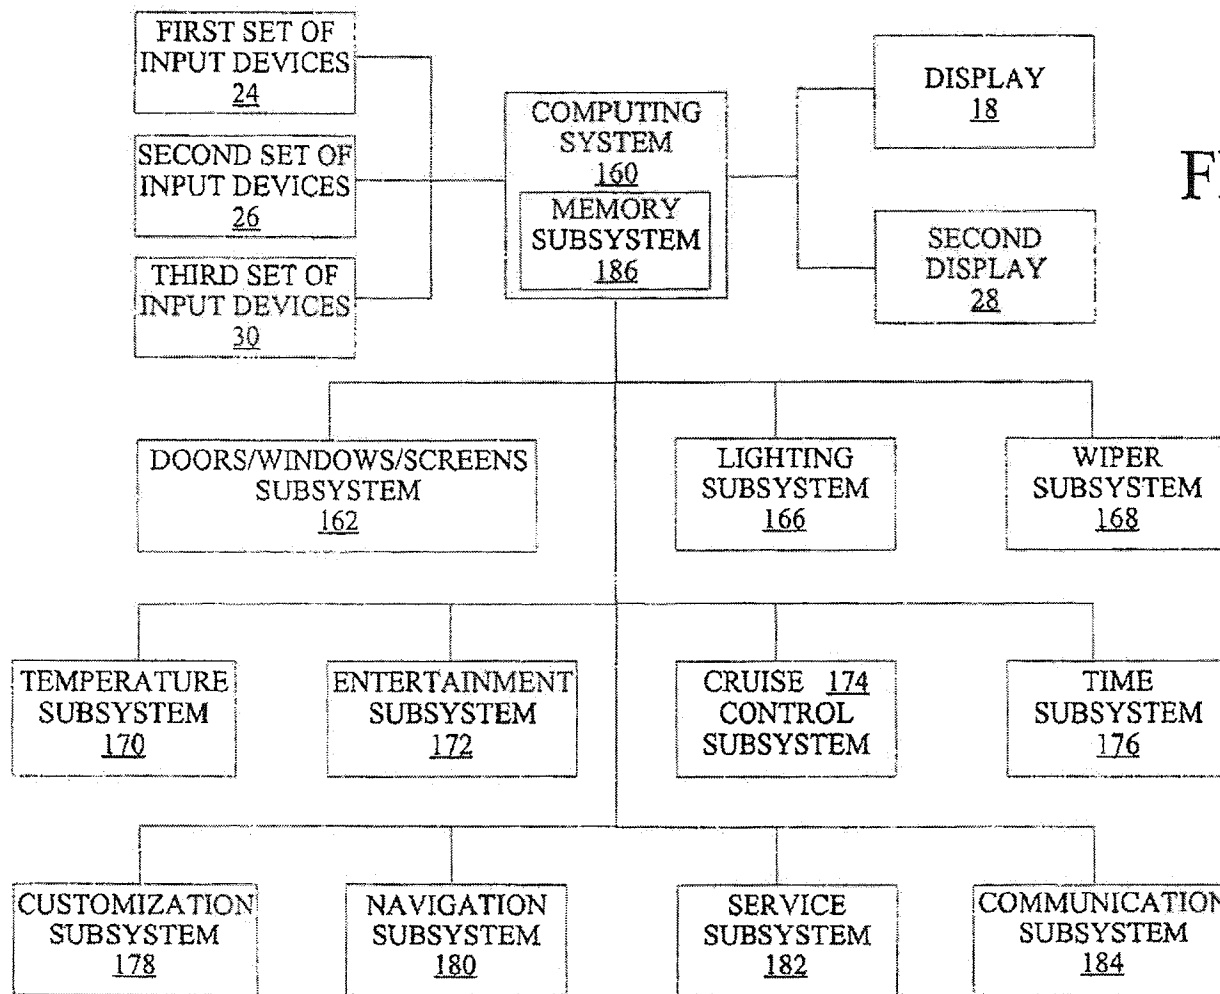 FIRST SET OF
INPUT DEVICES
24
SECOND SET OF
INPUT DEVICES
26
THIRD SET OF
INPUT DEVICES
30
COMPUTING
SYSTEM
160
MEMORY
SUBSYSTEM
186
DISPLAY
18
SECOND
DISPLAY
28
DOORS/WINDOWS/SCREENS
SUBSYSTEM
162
LIGHTING
SUBSYSTEM
166
WIPER
SUBSYSTEM
168
TEMPERATURE
SUBSYSTEM
170
ENTERTAINMENT
SUBSYSTEM
172
CRUISE 174
CONTROL
SUBSYSTEM
TIME
SUBSYSTEM
176
CUSTOMIZATION
SUBSYSTEM
178
NAVIGATION
SUBSYSTEM
180
SERVICE
SUBSYSTEM
182
COMMUNICATION
SUBSYSTEM
184